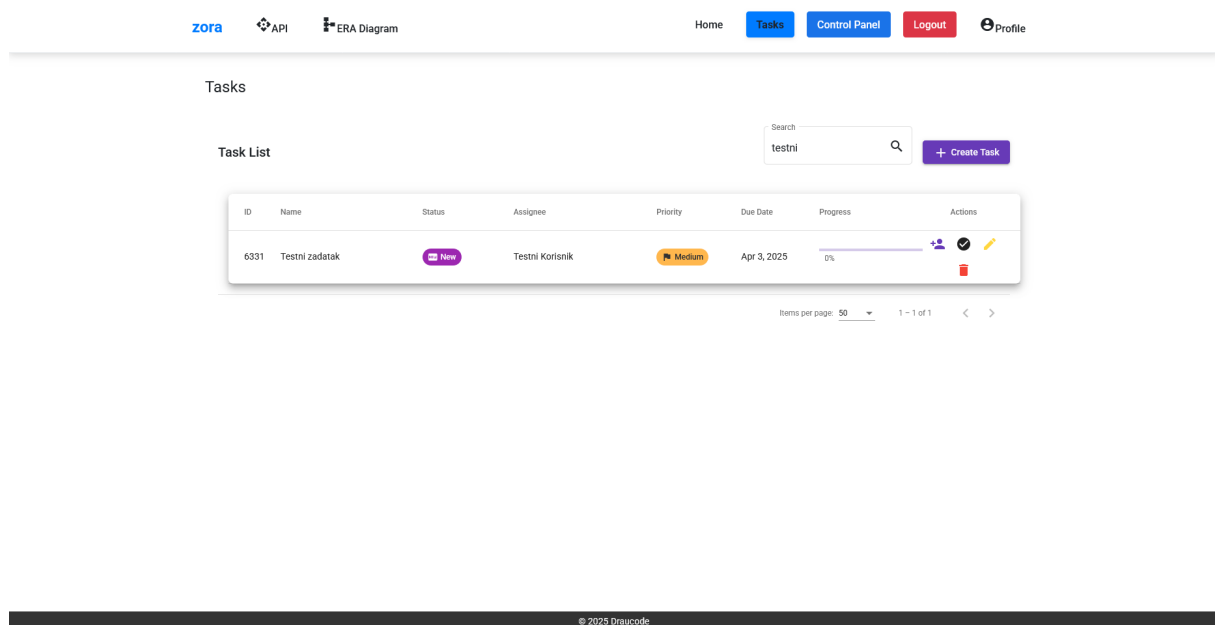 zora API ERA Diagram Home Tasks Control Panel Logout Profile
Tasks
Search
Task List testni Create Task
ID Name Status Assignee Priority Due Date Progress Actions
6331 Testni zadatak New Testni Korisnik Medium Apr 3, 2025 0%
Items per page: 50 1 – 1 of 1
© 2025 Draucode